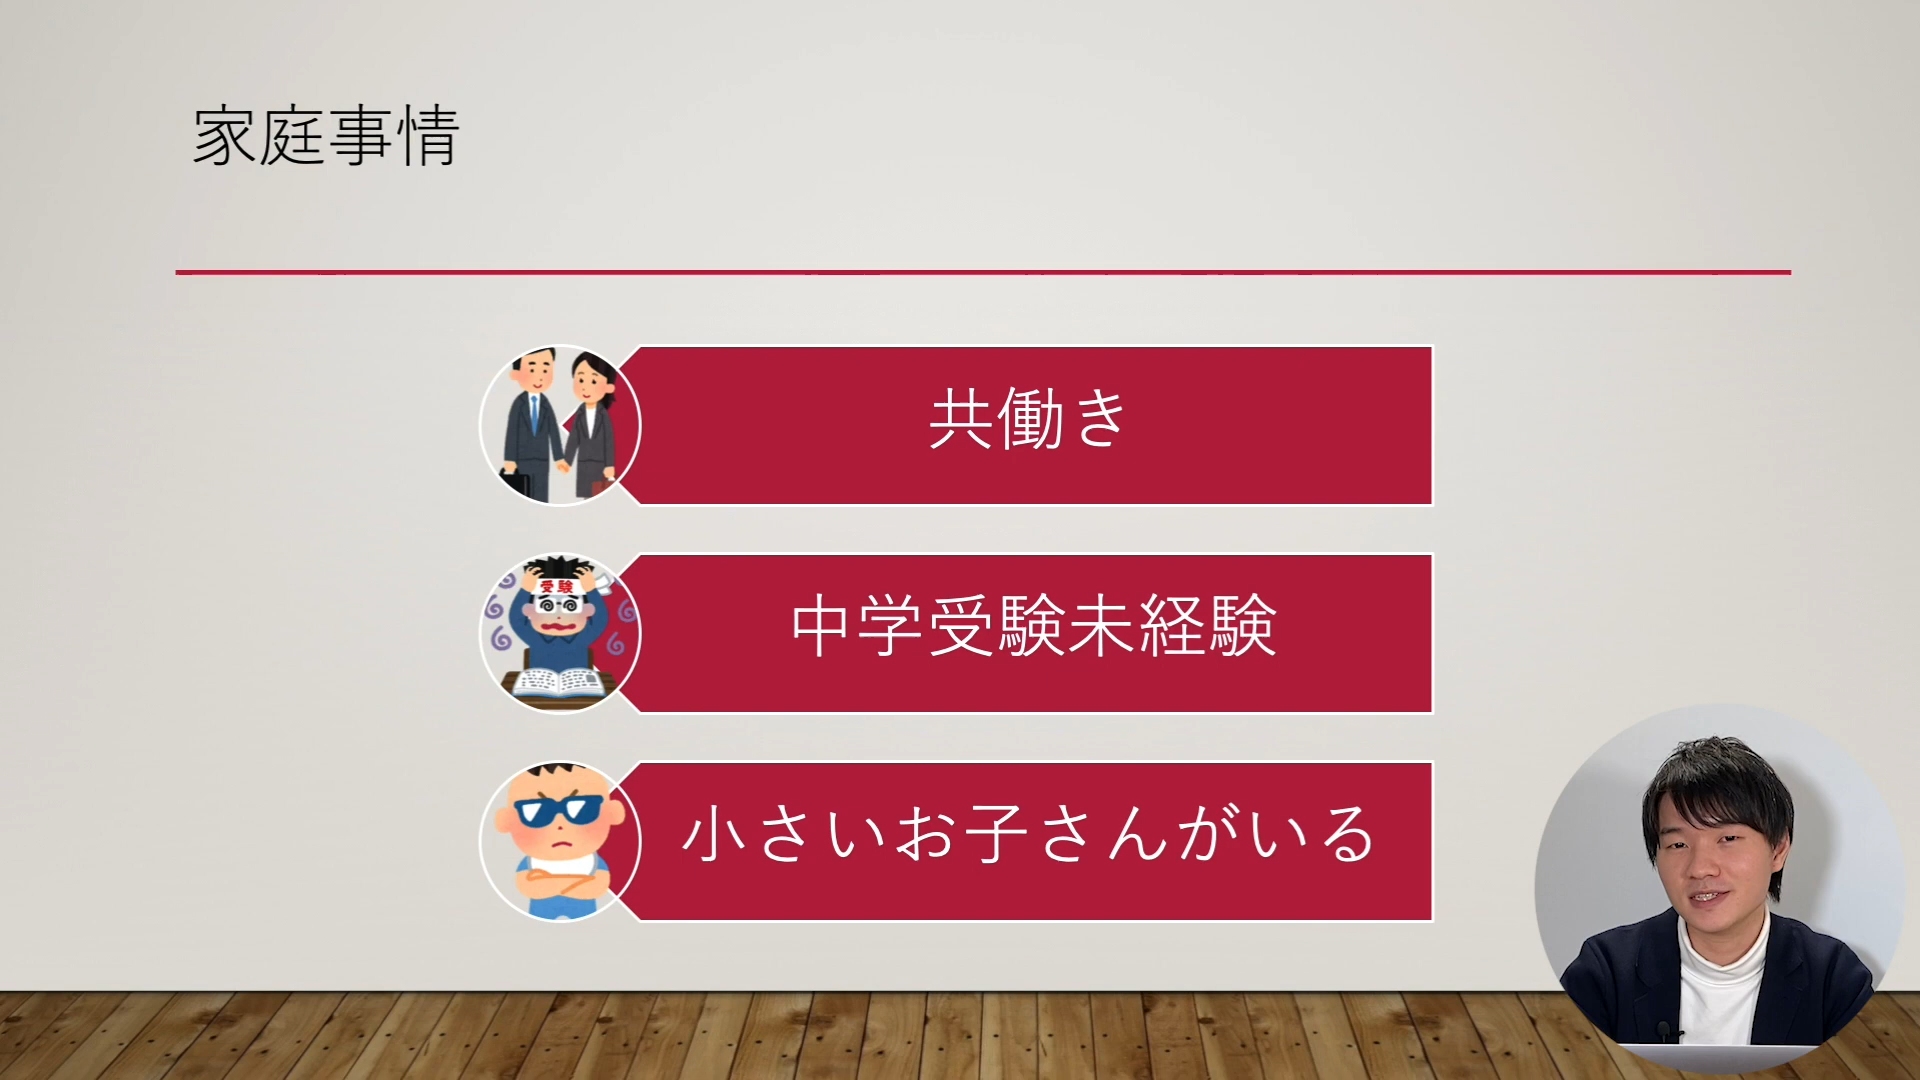 家庭事情
共働き
受験
中学受験未経験
小さいお子さんがいる